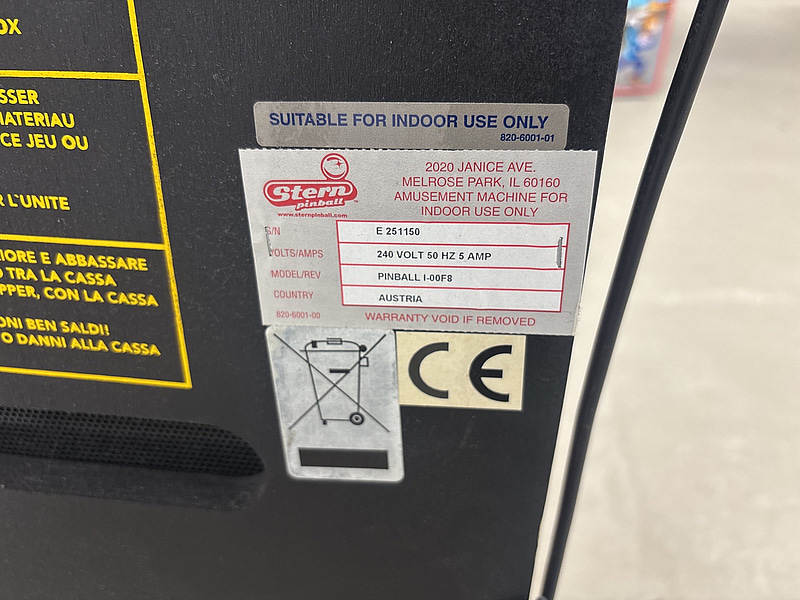 OX
SSER
MATERIAU
CE JEU OU
R L'UNITE
IORE E ABBASSARE
O TRA LA CASSA
PPER, CON LA CASSA
ONI BEN SALDI!
O DANNI ALLA CASSA
SUITABLE FOR INDOOR USE ONLY
820-6001-01
Stern
pinball
www.sternpinball.com
2020 JANICE AVE.
MELROSE PARK, IL 60160
AMUSEMENT MACHINE FOR
INDOOR USE ONLY
S/N E 251150
VOLTS/AMPS 240 VOLT 50 HZ 5 AMP
MODEL/REV PINBALL I-00F8
COUNTRY AUSTRIA
820-6001-00 WARRANTY VOID IF REMOVED
CE